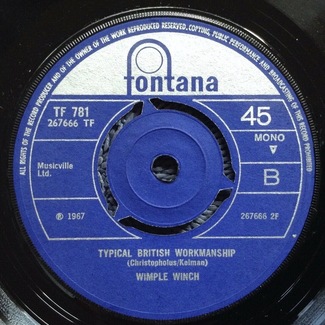 ALL RIGHTS OF THE RECORD PRODUCER AND OF THE OWNER OF THE WORK REPRODUCED RESERVED. COPYING, PUBLIC PERFORMANCE AND BROADCASTING OF THIS RECORD PROHIBITED
fontana
TF 781
267666 TF
45
MONO
Musicville
Ltd.
B
℗ 1967
267666 2F
TYPICAL BRITISH WORKMANSHIP
(Christopholus/Kelman)
WIMPLE WINCH